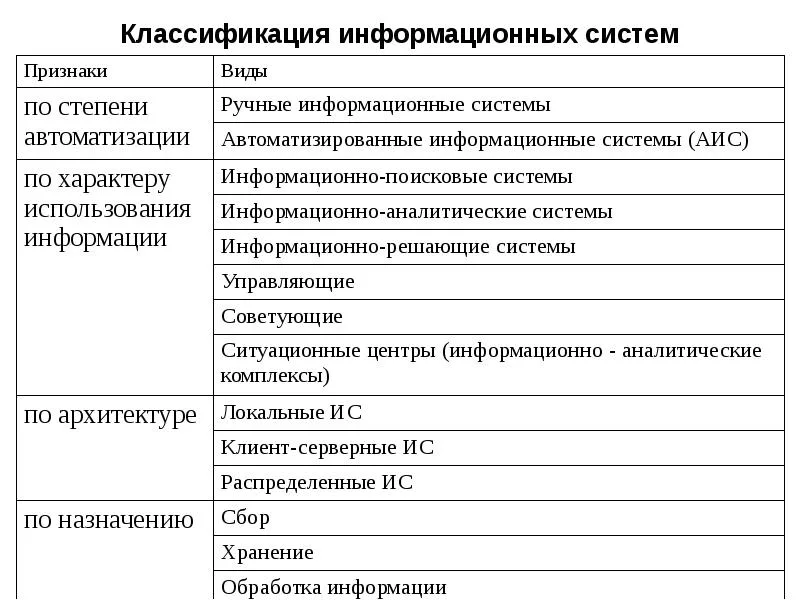 Классификация информационных систем
Признаки
Виды
по степени
автоматизации
Ручные информационные системы
Автоматизированные информационные системы (АИС)
по характеру
использования
информации
Информационно-поисковые системы
Информационно-аналитические системы
Информационно-решающие системы
Управляющие
Советующие
Ситуационные центры (информационно - аналитические
комплексы)
по архитектуре
Локальные ИС
Клиент-серверные ИС
Распределенные ИС
по назначению
Сбор
Хранение
Обработка информации